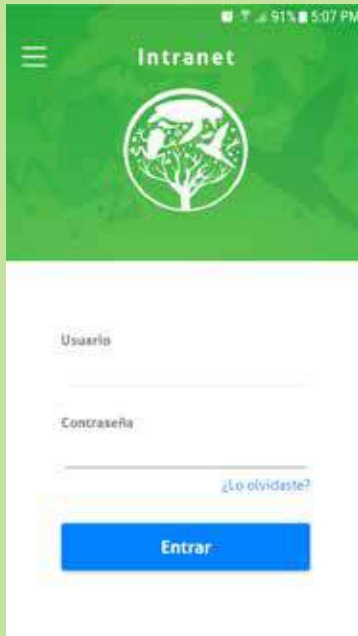 91% 5:07 PM
Intranet
Usuario
Contraseña
¿Lo olvidaste?
Entrar